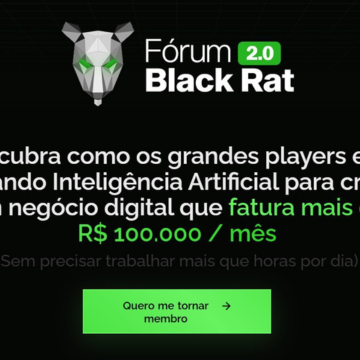 Fórum 2.0
Black Rat
cubra como os grandes players e
ndo Inteligência Artificial para cr
negócio digital que fatura mais
R$ 100.000 / mês
(Sem precisar trabalhar mais que horas por dia)
Quero me tornar →
membro